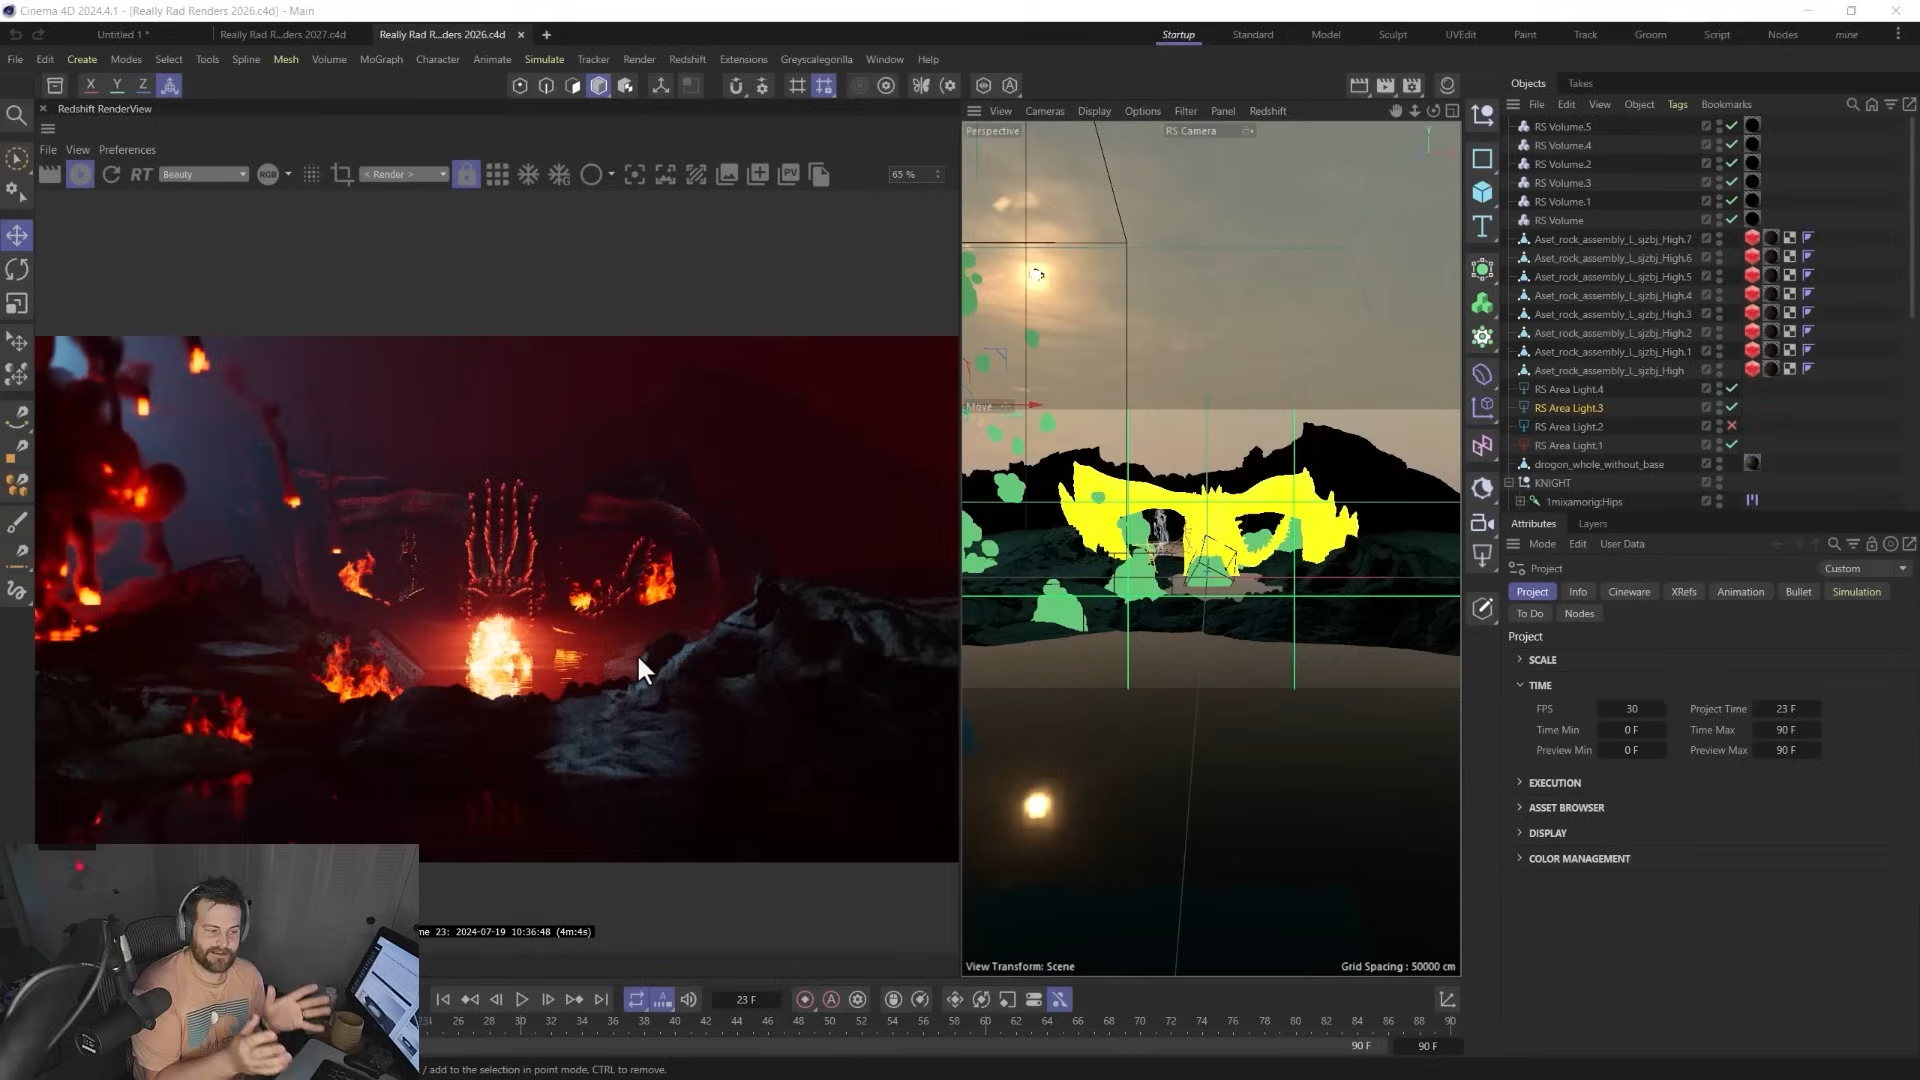 Cinema 4D 2024.4.1 - [Really Rad Renders 2026.c4d] - Main
Untitled 1 *
Really Rad R...ders 2027.c4d
Really Rad R...ders 2026.c4d
Startup Standard Model Sculpt UVEdit Paint Track Groom Script Nodes mine
File Edit Create Modes Select Tools Spline Mesh Volume MoGraph Character Animate Simulate Tracker Render Redshift Extensions Greyscalegorilla Window Help
X Y Z
Redshift RenderView
File View Preferences
RT Beauty RGB < Render > PV 65 %
View Cameras Display Options Filter Panel Redshift
Perspective
RS Camera
Y
Move
View Transform: Scene
Grid Spacing : 50000 cm
Objects Takes
File Edit View Object Tags Bookmarks
RS Volume.5
RS Volume.4
RS Volume.2
RS Volume.3
RS Volume.1
RS Volume
Aset_rock_assembly_L_sjzbj_High.7
Aset_rock_assembly_L_sjzbj_High.6
Aset_rock_assembly_L_sjzbj_High.5
Aset_rock_assembly_L_sjzbj_High.4
Aset_rock_assembly_L_sjzbj_High.3
Aset_rock_assembly_L_sjzbj_High.2
Aset_rock_assembly_L_sjzbj_High.1
Aset_rock_assembly_L_sjzbj_High
RS Area Light.4
RS Area Light.3
RS Area Light.2
RS Area Light.1
drogon_whole_without_base
KNIGHT
1mixamorig:Hips
Attributes Layers
Mode Edit User Data
Project Custom
Project Info Cineware XRefs Animation Bullet Simulation
To Do Nodes
Project
SCALE
TIME
FPS 30 Project Time 23 F
Time Min 0 F Time Max 90 F
Preview Min 0 F Preview Max 90 F
EXECUTION
ASSET BROWSER
DISPLAY
COLOR MANAGEMENT
me 23: 2024-07-19 10:36:48 (4m:4s)
23 F
26 28 30 32 34 36 38 40 42 44 46 48 50 52 54 56 58 60 62 64 66 68 70 72 74 76 78 80 82 84 86 88 90
90 F 90 F
/ add to the selection in point mode, CTRL to remove.